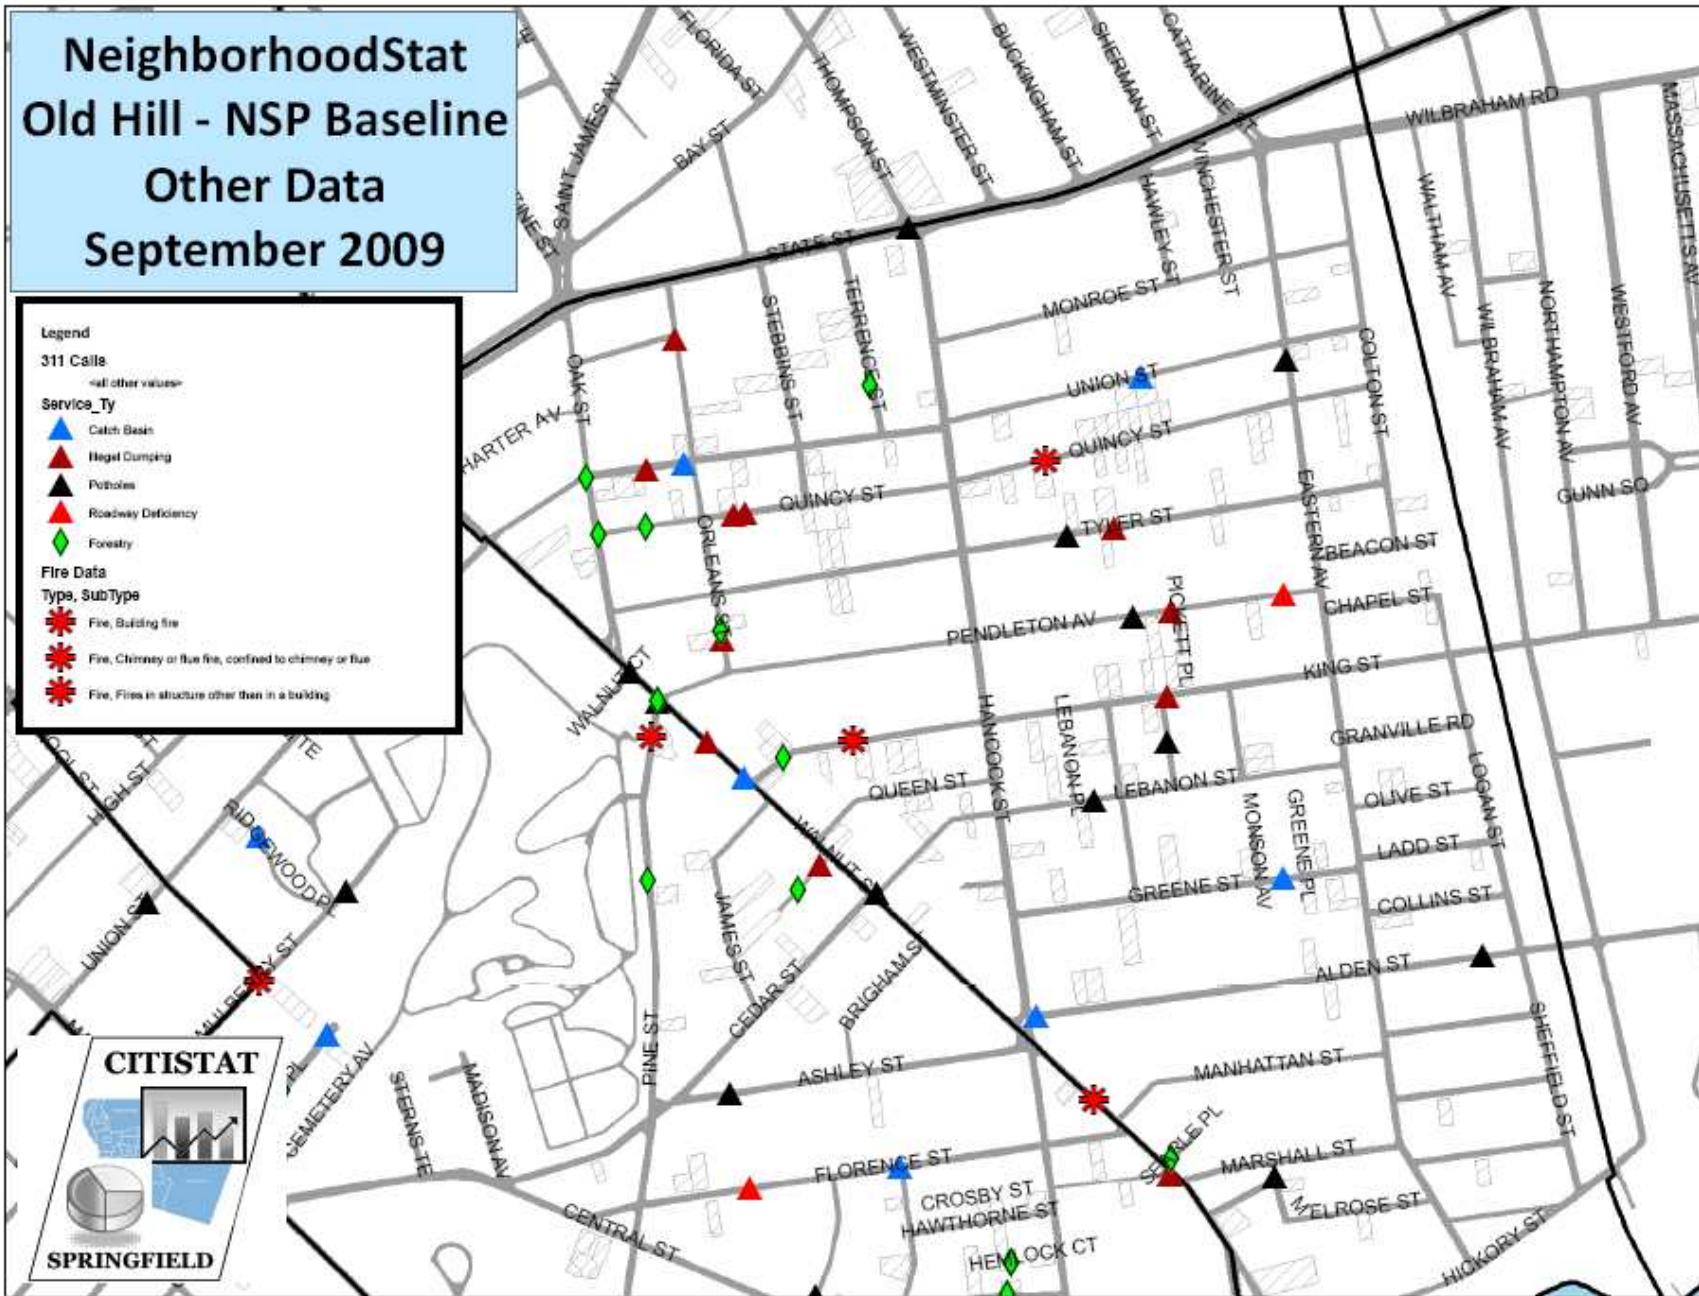 NeighborhoodStat
Old Hill - NSP Baseline
Other Data
September 2009
Legend
311 Calls
<all other values>
Service_Ty
Catch Basin
Illegal Dumping
Potholes
Roadway Deficiency
Forestry
Fire Data
Type, SubType
Fire, Building fire
Fire, Chimney or flue fire, confined to chimney or flue
Fire, Fires in structure other than in a building
FLORIDA ST
SAINT JAMES AV
BAY ST
THOMPSON ST
WESTMINSTER ST
BUCKINGHAM ST
SHERMAN ST
CATHARINE ST
WILBRAHAM RD
MASSACHUSETTS AV
STATE ST
HAWLEY ST
WINCHESTER ST
WALTHAM AV
WILBRAHAM AV
NORTHAMPTON AV
WESTFORD AV
MONROE ST
STEBBINS ST
TERRENCE ST
OAK ST
UNION ST
COLTON ST
HARTER AV
QUINCY ST
QUINCY ST
GUNN SQ
ORLEANS ST
TYLER ST
EASTERN AV
BEACON ST
PICKETT PL
CHAPEL ST
PENDLETON AV
KING ST
WALNUT CT
HANCOCK ST
LEBANON PL
GRANVILLE RD
LOGAN ST
QUEEN ST
LEBANON ST
OLIVE ST
HIGH ST
RIDGEWOOD PL
WALNUT S
MONSON AV
GREENE PL
LADD ST
GREENE ST
COLLINS ST
UNION ST
JAMES ST
CEDAR ST
BRIGHAM ST
ALDEN ST
PINE ST
SHEFFIELD ST
ASHLEY ST
MANHATTAN ST
CEMETERY AV
STERNS TE
MADISON AV
FLORENCE ST
SEARLE PL
MARSHALL ST
CROSBY ST
HAWTHORNE ST
MELROSE ST
CENTRAL ST
HEMLOCK CT
HICKORY ST
CITISTAT
SPRINGFIELD